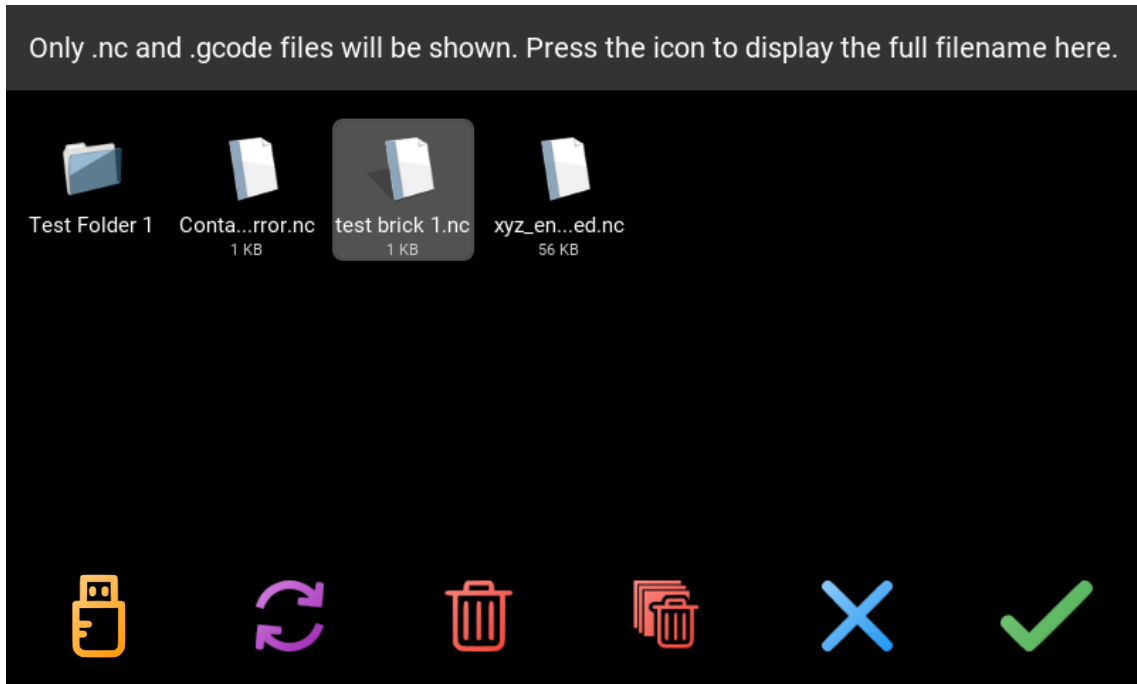 Only .nc and .gcode files will be shown. Press the icon to display the full filename here.
Test Folder 1
Conta...rror.nc
1 KB
test brick 1.nc
1 KB
xyz_en...ed.nc
56 KB